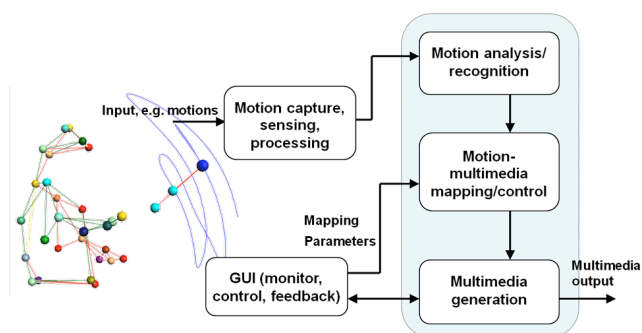 Motion analysis/
recognition
Input, e.g. motions
Motion capture,
sensing,
processing
Motion-
multimedia
mapping/control
Mapping
Parameters
GUI (monitor,
control, feedback)
Multimedia
generation
Multimedia
output